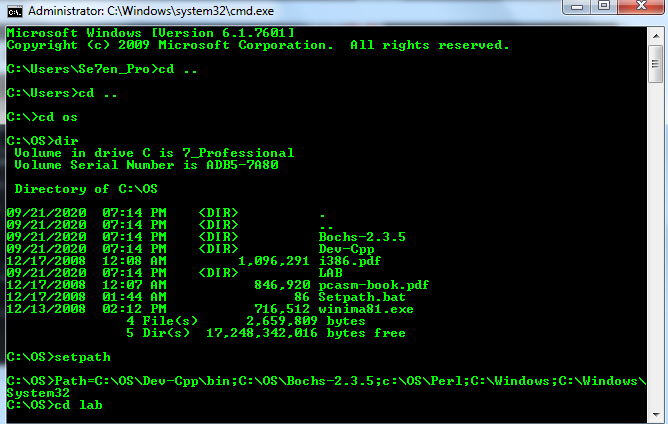 Administrator: C:\Windows\system32\cmd.exe
Microsoft Windows [Version 6.1.7601]
Copyright (c) 2009 Microsoft Corporation.  All rights reserved.
C:\Users\Se7en_Pro>cd ..
C:\Users>cd ..
C:\>cd os
C:\OS>dir
 Volume in drive C is 7_Professional
 Volume Serial Number is ADB5-7A80
 Directory of C:\OS
09/21/2020  07:14 PM    <DIR>          .
09/21/2020  07:14 PM    <DIR>          ..
09/21/2020  07:14 PM    <DIR>          Bochs-2.3.5
09/21/2020  07:14 PM    <DIR>          Dev-Cpp
12/17/2008  12:08 AM         1,096,291 i386.pdf
09/21/2020  07:14 PM    <DIR>          LAB
12/17/2008  12:07 AM           846,920 pcasm-book.pdf
12/17/2008  01:44 AM                86 Setpath.bat
12/13/2008  02:12 PM           716,512 winima81.exe
               4 File(s)      2,659,809 bytes
               5 Dir(s)  17,248,342,016 bytes free
C:\OS>setpath
C:\OS>Path=C:\OS\Dev-Cpp\bin;C:\OS\Bochs-2.3.5;c:\OS\Perl;C:\Windows;C:\Windows\
System32
C:\OS>cd lab